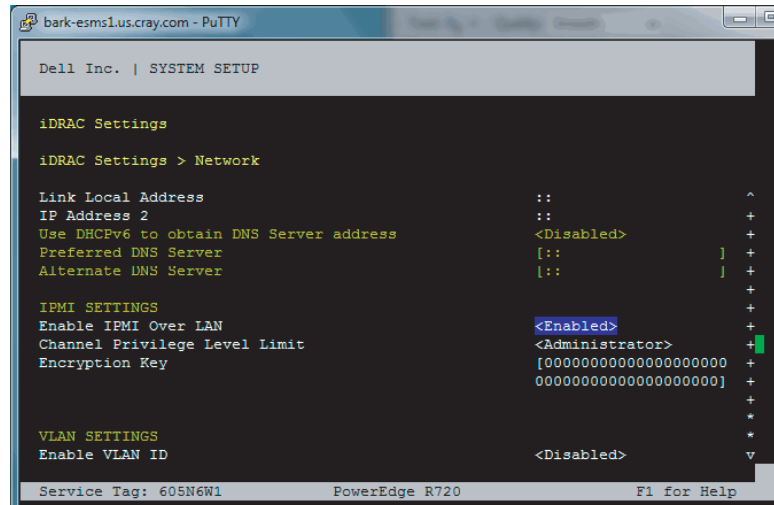 bark-esms1.us.cray.com - PuTTY
Dell Inc. | SYSTEM SETUP
iDRAC Settings
iDRAC Settings > Network
Link Local Address :: ^
IP Address 2 :: +
Use DHCPv6 to obtain DNS Server address <Disabled> +
Preferred DNS Server [:: ] +
Alternate DNS Server [:: ] +
+
IPMI SETTINGS +
Enable IPMI Over LAN <Enabled> +
Channel Privilege Level Limit <Administrator> +
Encryption Key [00000000000000000000 +
00000000000000000000] +
+
*
VLAN SETTINGS *
Enable VLAN ID <Disabled> v
Service Tag: 605N6W1 PowerEdge R720 F1 for Help